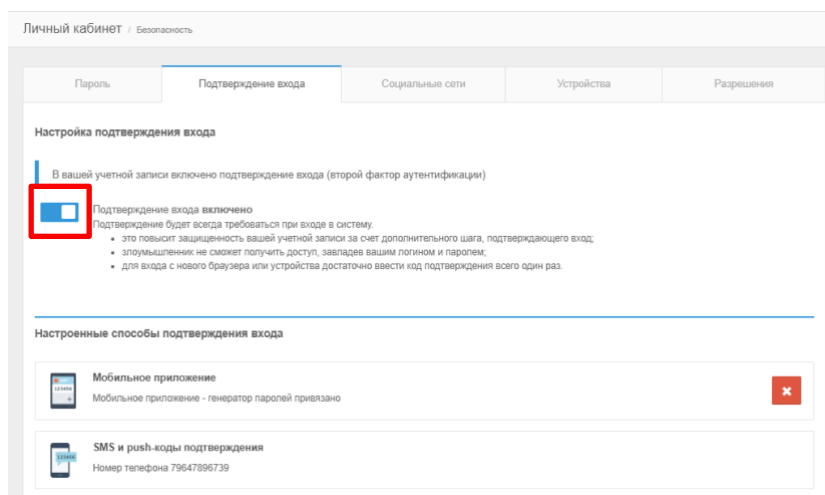 Личный кабинет / Безопасность
Пароль
Подтверждение входа
Социальные сети
Устройства
Разрешения
Настройка подтверждения входа
В вашей учетной записи включено подтверждение входа (второй фактор аутентификации)
Подтверждение входа включено
Подтверждение будет всегда требоваться при входе в систему.
• это повысит защищенность вашей учетной записи за счет дополнительного шага, подтверждающего вход;
• злоумышленник не сможет получить доступ, завладев вашим логином и паролем;
• для входа с нового браузера или устройства достаточно ввести код подтверждения всего один раз.
Настроенные способы подтверждения входа
123456
Мобильное приложение
Мобильное приложение - генератор паролей привязано
123456
SMS и push-коды подтверждения
Номер телефона 79647896739